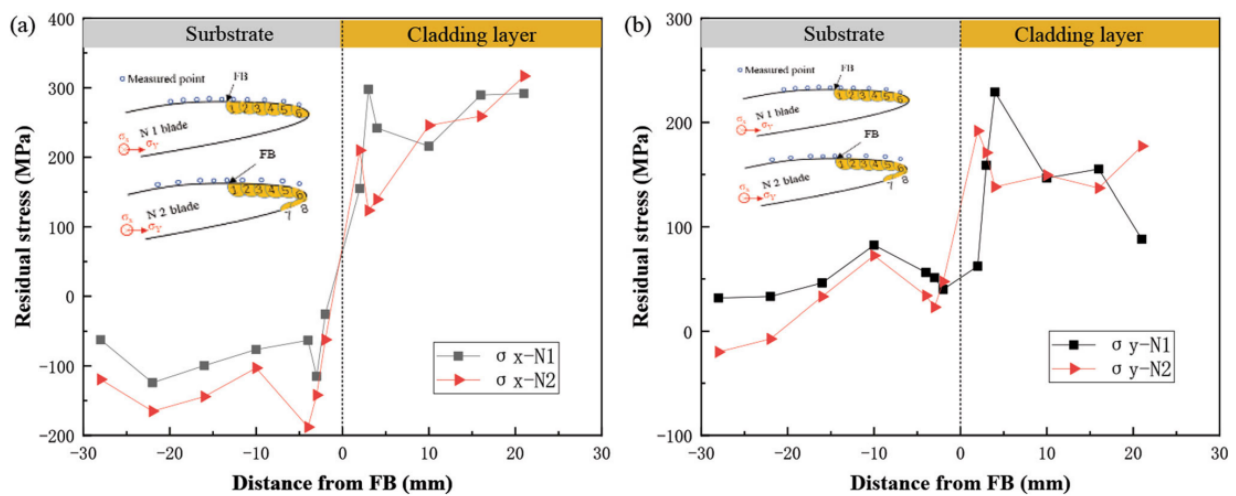 (a)
Surbstrate
Cladding layer
Residual stress (MPa)
400
300
200
100
0
-100
-200
Measured point
FB
1 2 3 4 5 6
N 1 blade
σx
σY
FB
1 2 3 4 5 6
7 8
N 2 blade
σx
σY
σ x-N1
σ x-N2
-30 -20 -10 0 10 20 30
Distance from FB (mm)
(b)
Substrate
Cladding layer
Residual stress (MPa)
300
200
100
0
-100
Measured point
FB
1 2 3 4 5 6
N 1 blade
σx
σY
FB
1 2 3 4 5 6
7 8
N 2 blade
σx
σY
σ y-N1
σ y-N2
-30 -20 -10 0 10 20 30
Distance from FB (mm)